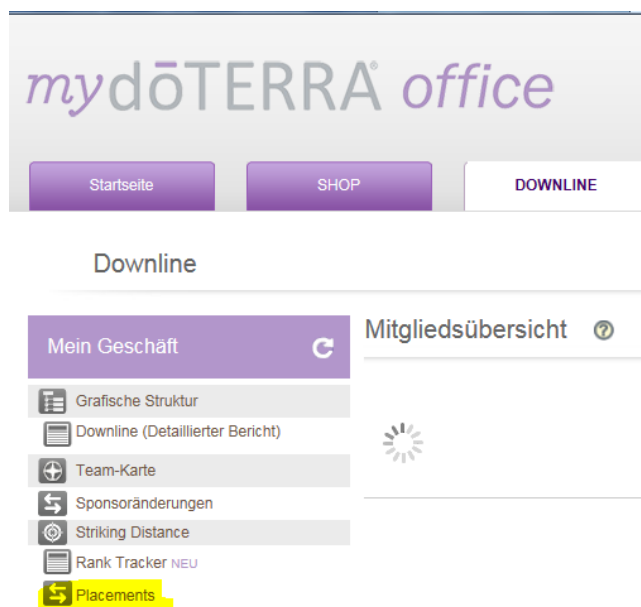 mydōTERRA® office
Startseite
SHOP
DOWNLINE
Downline
Mein Geschäft
Mitgliedsübersicht
Grafische Struktur
Downline (Detaillierter Bericht)
Team-Karte
Sponsoränderungen
Striking Distance
Rank Tracker NEU
Placements